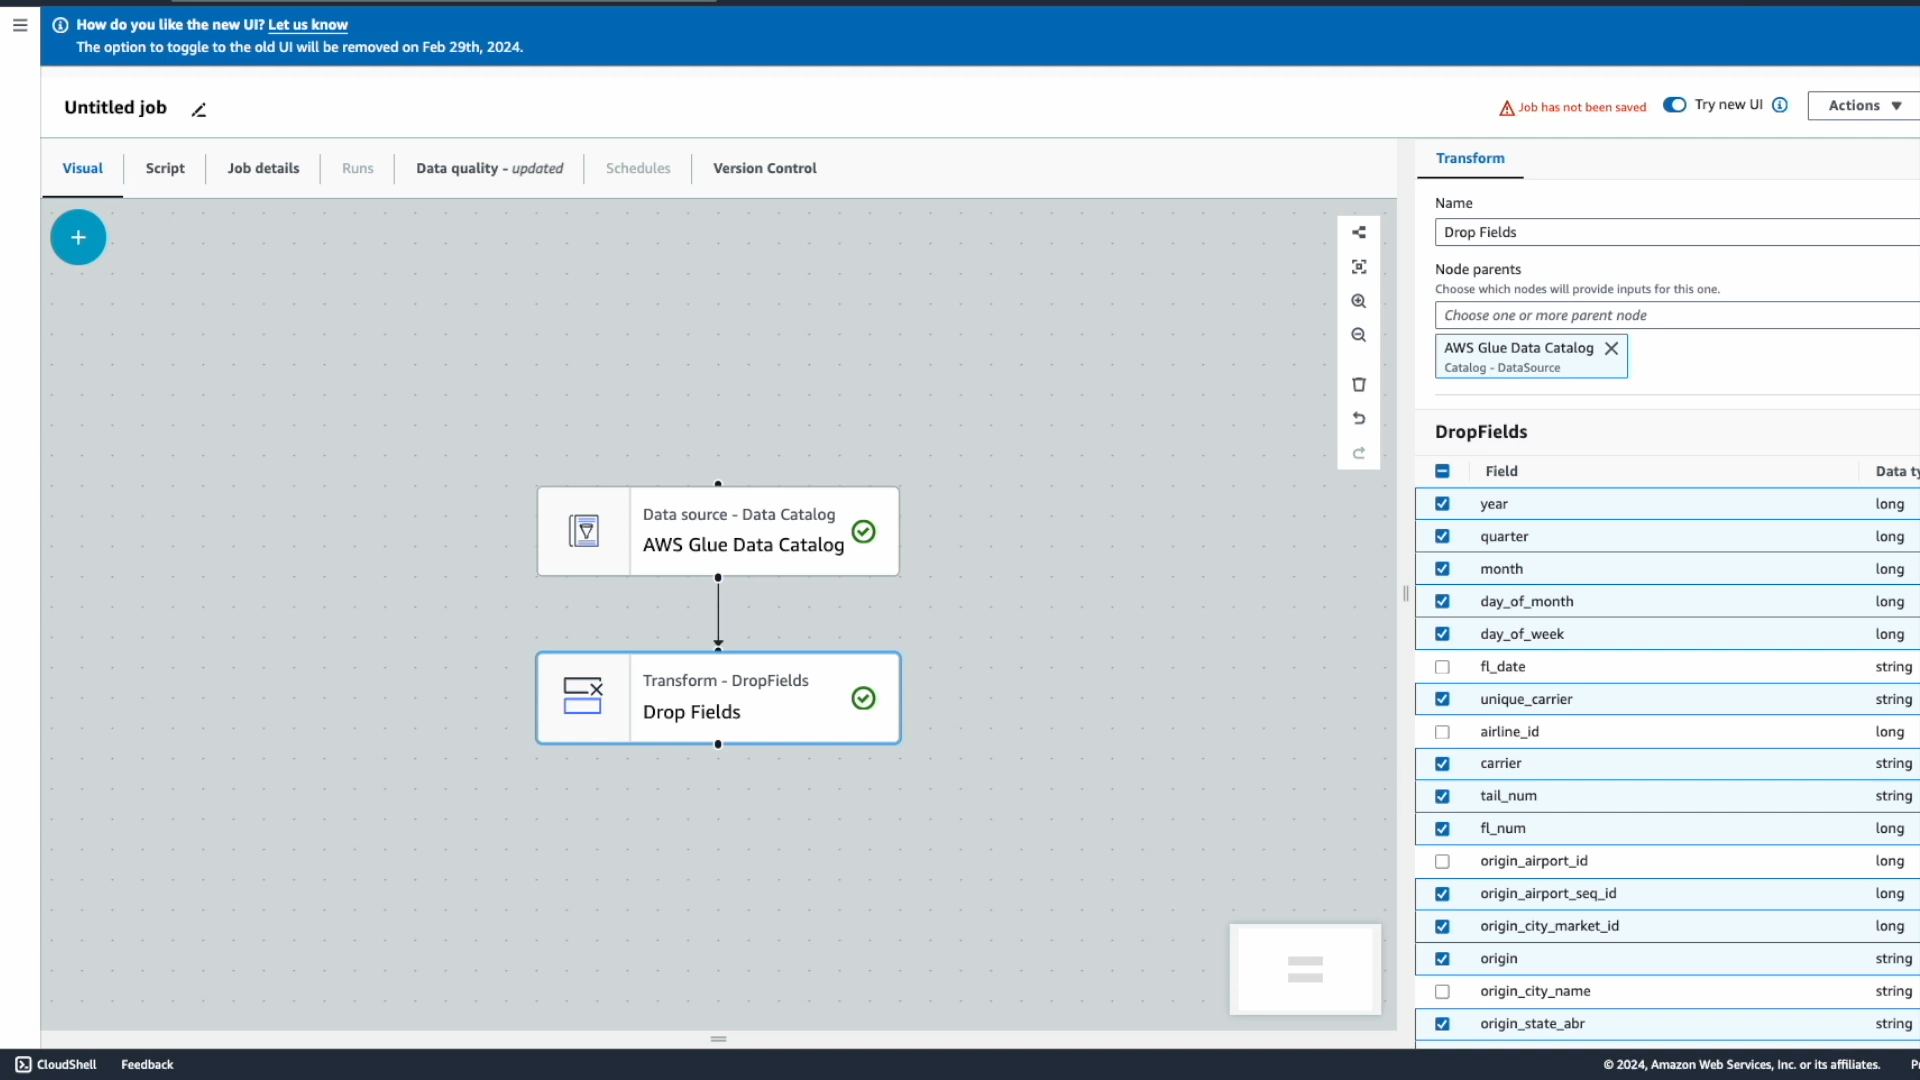 How do you like the new UI? Let us know
The option to toggle to the old UI will be removed on Feb 29th, 2024.
Untitled job
Job has not been saved
Try new UI
Actions
Visual
Script
Job details
Runs
Data quality - updated
Schedules
Version Control
Data source - Data Catalog
AWS Glue Data Catalog
Transform - DropFields
Drop Fields
Transform
Name
Drop Fields
Node parents
Choose which nodes will provide inputs for this one.
Choose one or more parent node
AWS Glue Data Catalog
Catalog - DataSource
DropFields
Field Data ty
year long
quarter long
month long
day_of_month long
day_of_week long
fl_date string
unique_carrier string
airline_id long
carrier string
tail_num string
fl_num long
origin_airport_id long
origin_airport_seq_id long
origin_city_market_id long
origin string
origin_city_name string
origin_state_abr string
CloudShell Feedback
© 2024, Amazon Web Services, Inc. or its affiliates.